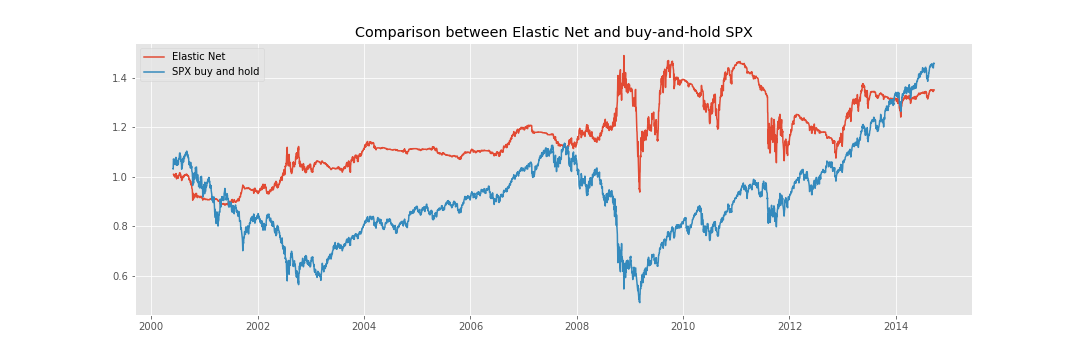 Comparison between Elastic Net and buy-and-hold SPX
Elastic Net
SPX buy and hold
1.4
1.2
1.0
0.8
0.6
2000 2002 2004 2006 2008 2010 2012 2014